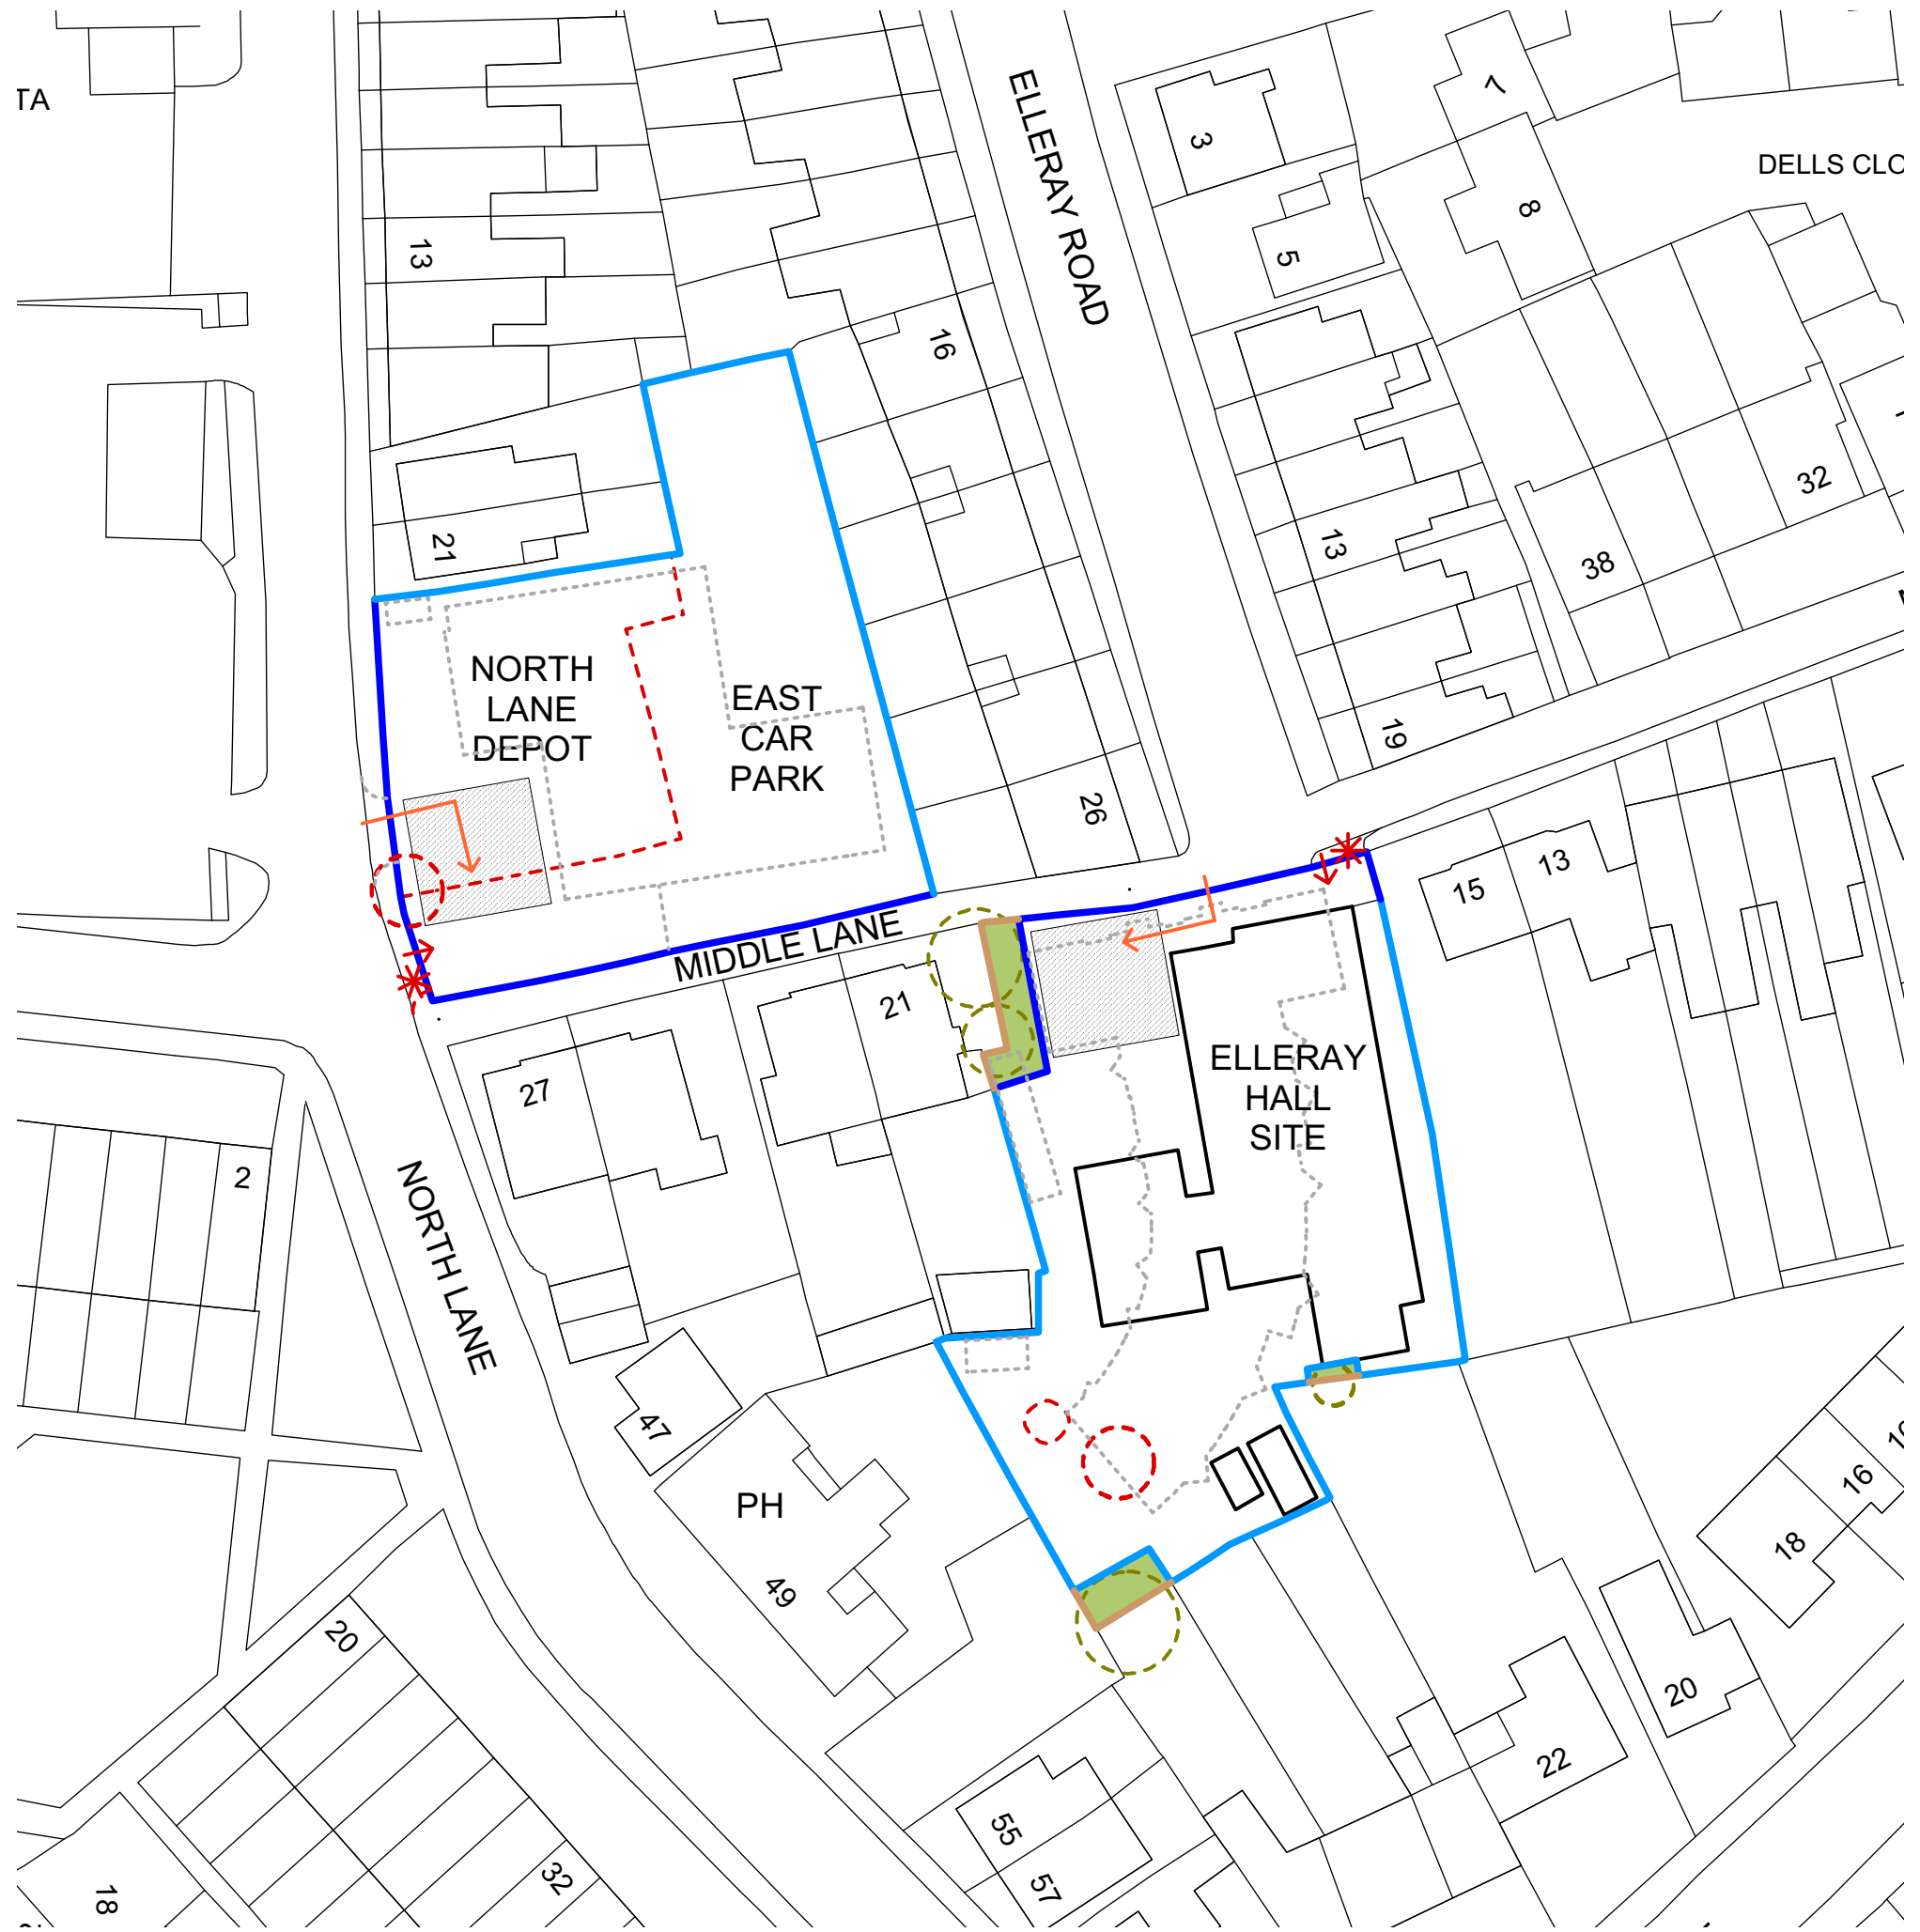 TA
ELLERAY ROAD
3
7
8
DELLS CLO
5
13
16
21
13
38
32
NORTH
LANE
DEPOT
EAST
CAR
PARK
26
19
MIDDLE LANE
21
15
13
27
ELLERAY
HALL
SITE
2
NORTH LANE
47
PH
49
16
18
20
20
22
55
57
32
18